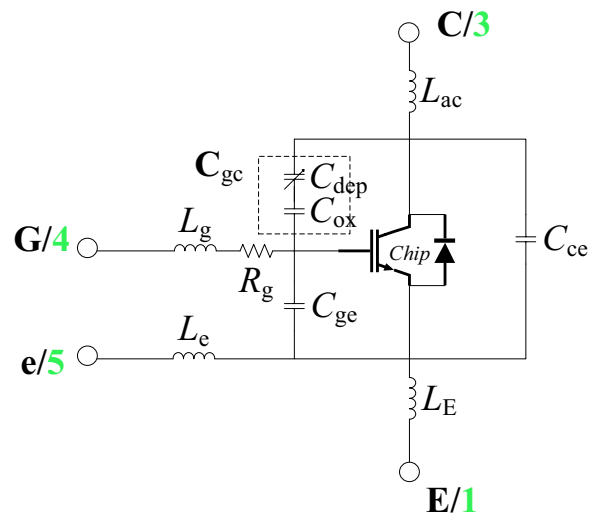 C/3
Lac
Cgc
Cdep
Cox
G/4
Lg
Rg
Chip
Cce
Cge
e/5
Le
LE
E/1